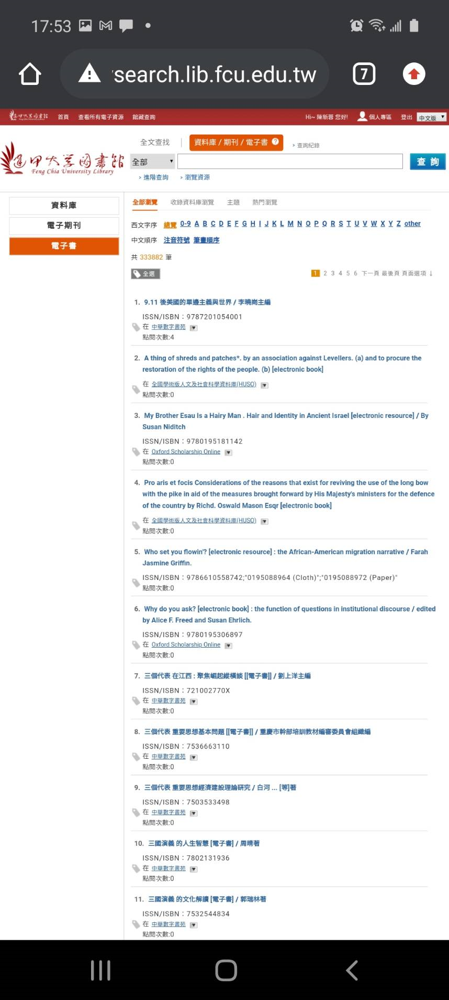 17:53
search.lib.fcu.edu.tw
7
逢甲大學圖書館 首頁 查看所有電子資源 館藏查詢 Hi~ 陳新蓉 您好! 個人專區 登出 中文版
逢甲大學圖書館
Feng Chia University Library
全文查找 | 資料庫 / 期刊 / 電子書 ? › 查詢紀錄
全部 查 詢
› 進階查詢 › 瀏覽資源
資料庫
電子期刊
電子書
全部瀏覽 收錄資料庫瀏覽 主題 熱門瀏覽
西文字序 總覽 0-9 A B C D E F G H I J K L M N O P Q R S T U V W X Y Z other
中文順序 注音符號 筆畫順序
共 333882 筆
全選 1 2 3 4 5 6 下一頁 最後頁 頁面選項 ↓
1. 9.11 後美國的單邊主義與世界 / 李曉崗主編
ISSN/ISBN：9787201054001
在 中華數字書苑
點閱次數:4
2. A thing of shreds and patches*. by an association against Levellers. (a) and to procure the
restoration of the rights of the people. (b) [electronic book]
在 全國學術版人文及社會科學資料庫(HUSO)
點閱次數:0
3. My Brother Esau Is a Hairy Man . Hair and Identity in Ancient Israel [electronic resource] / By
Susan Niditch
ISSN/ISBN：9780195181142
在 Oxford Scholarship Online
點閱次數:0
4. Pro aris et focis Considerations of the reasons that exist for reviving the use of the long bow
with the pike in aid of the measures brought forward by His Majesty's ministers for the defence
of the country by Richd. Oswald Mason Esqr [electronic book]
在 全國學術版人文及社會科學資料庫(HUSO)
點閱次數:0
5. Who set you flowin'? [electronic resource] : the African-American migration narrative / Farah
Jasmine Griffin.
ISSN/ISBN：9786610558742;"0195088964 (Cloth)";"0195088972 (Paper)"
點閱次數:0
6. Why do you ask? [electronic book] : the function of questions in institutional discourse / edited
by Alice F. Freed and Susan Ehrlich.
ISSN/ISBN：9780195306897
在 Oxford Scholarship Online
點閱次數:0
7. 三個代表 在江西 : 聚焦崛起縱橫談 [[電子書]] / 劉上洋主編
ISSN/ISBN：721002770X
在 中華數字書苑
點閱次數:0
8. 三個代表 重要思想基本問題 [[電子書]] / 重慶市幹部培訓教材編審委員會組織編
ISSN/ISBN：7536663110
在 中華數字書苑
點閱次數:0
9. 三個代表 重要思想經濟建設理論研究 / 白河 ... [等]著
ISSN/ISBN：7503533498
在 中華數字書苑
點閱次數:0
10. 三國演義 的人生智慧 [電子書] / 周晴著
ISSN/ISBN：7802131936
在 中華數字書苑
點閱次數:0
11. 三國演義 的文化解讀 [電子書] / 郭瑞林著
ISSN/ISBN：7532544834
在 中華數字書苑
點閱次數:0